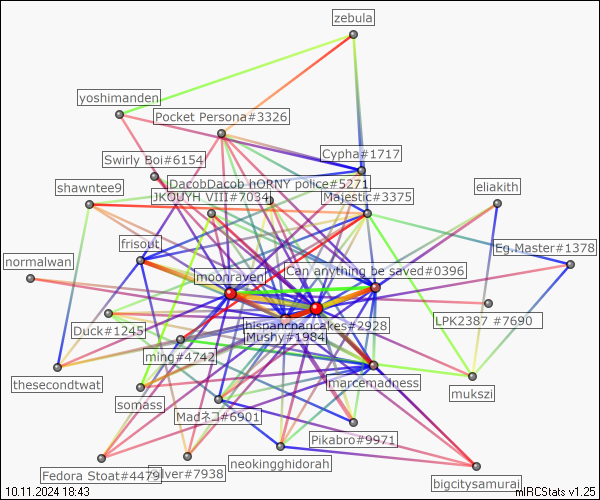 zebula
yoshimanden
Pocket Persona#3326
Swirly Boi#6154
Cypha#1717
DacobDacob hORNY police#5271
shawntee9
JKOUYH VIII#7034
Majestic#3375
eliakith
frisout
Eg.Master#1378
normalwan
moonraven
Can anything be saved#0396
Duck#1245
hispancpancakes#2928
LPK2387 #7690
Mushy#1984
ming#4742
thesecondtwat
marcemadness
somass
mukszi
Madネコ#6901
Pikabro#9971
neokingghidorah
Fedora Stoat#4479
lver#7938
bigcitysamurai
10.11.2024 18:43
mIRCStats v1.25